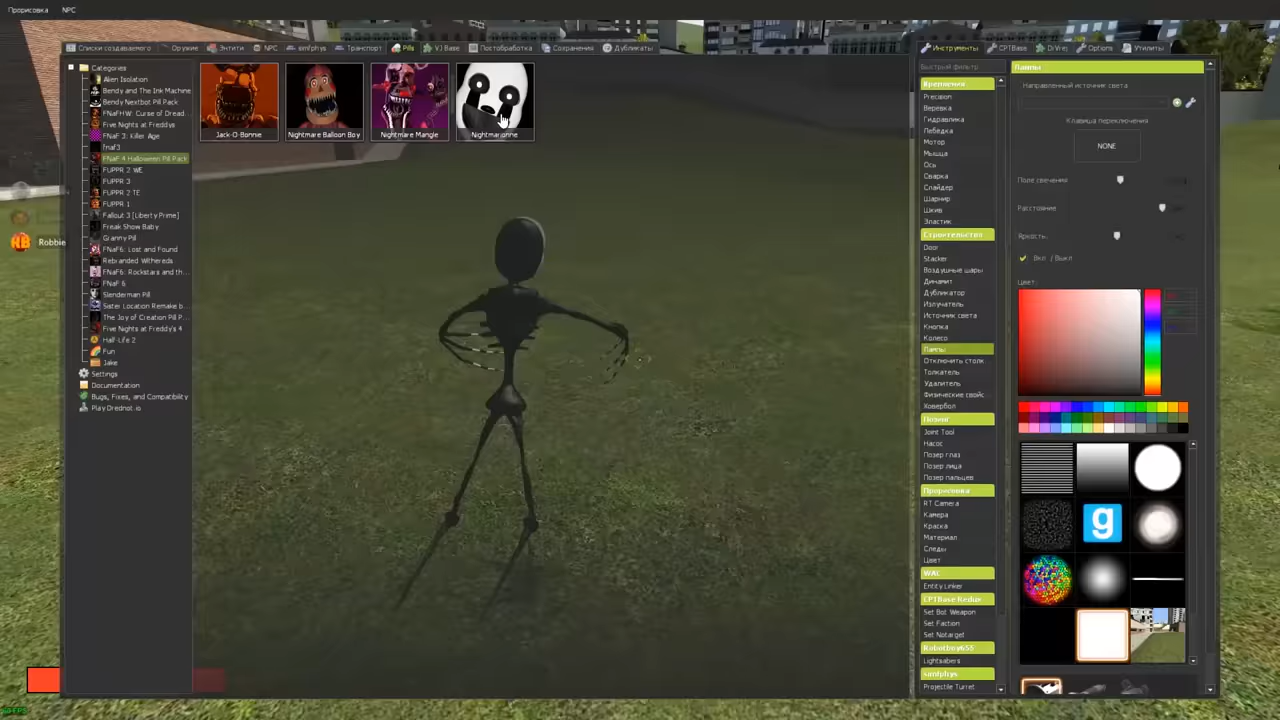 Прорисовка NPC
Списки создаваемого Оружие Энтити NPC simfphys Транспорт Pills VJ Base Постобработка Сохранения Дубликаты
Categories
Alien Isolation
Bendy and The Ink Machine
Bendy Nextbot Pill Pack
FNaFHW: Curse of Dread...
Five Nights at Freddys
FNAF 3: Killer Age
fnaf3
FNaF 4 Halloween Pill Pack
FUPPR 2 WE
FUPPR 3
FUPPR 2 TE
FUPPR 1
Fallout 3 [Liberty Prime]
Freak Show Baby
Granny Pill
FNAF6: Lost and Found
Rebranded Withereds
FNAF6: Rockstars and th...
FNaF 6
Slenderman Pill
Sister Location Remake b...
The Joy of Creation Pill P...
Five Nights at Freddy's 4
Half-Life 2
Fun
Jake
Settings
Documentation
Bugs, Fixes, and Compatibility
Play Drednot.io
Robbie
Jack-O Bonnie
Nightmare Balloon Boy
Nightmare Mangle
Nightmarionne
Инструменты CPTBase Options Утилиты
Быстрый фильтр
Крепления
Precision
Веревка
Гидравлика
Лебёдка
Мотор
Мышца
Ось
Сварка
Слайдер
Шарнир
Шкив
Эластик
Строительство
Door
Stacker
Воздушные шары
Динамит
Дубликатор
Излучатель
Источник света
Кнопка
Колесо
Лампы
Отключить столк
Толкатель
Удалитель
Физические свойс
Ховербол
Позинг
Joint Tool
Насос
Позер глаз
Позер лица
Позер пальцев
Прорисовка
RT Camera
Камера
Краска
Материал
Следы
Цвет
WAC
Entity Linker
CPTBase Redux
Set Bot Weapon
Set Faction
Set Notarget
Robotboy655
Lightsabers
simfphys
Projectile Turret
Лампы
Направленный источник света
Клавиша переключения
NONE
Поле свечения
Расстояние
Яркость:
Вкл. / Выкл
Цвет:
g